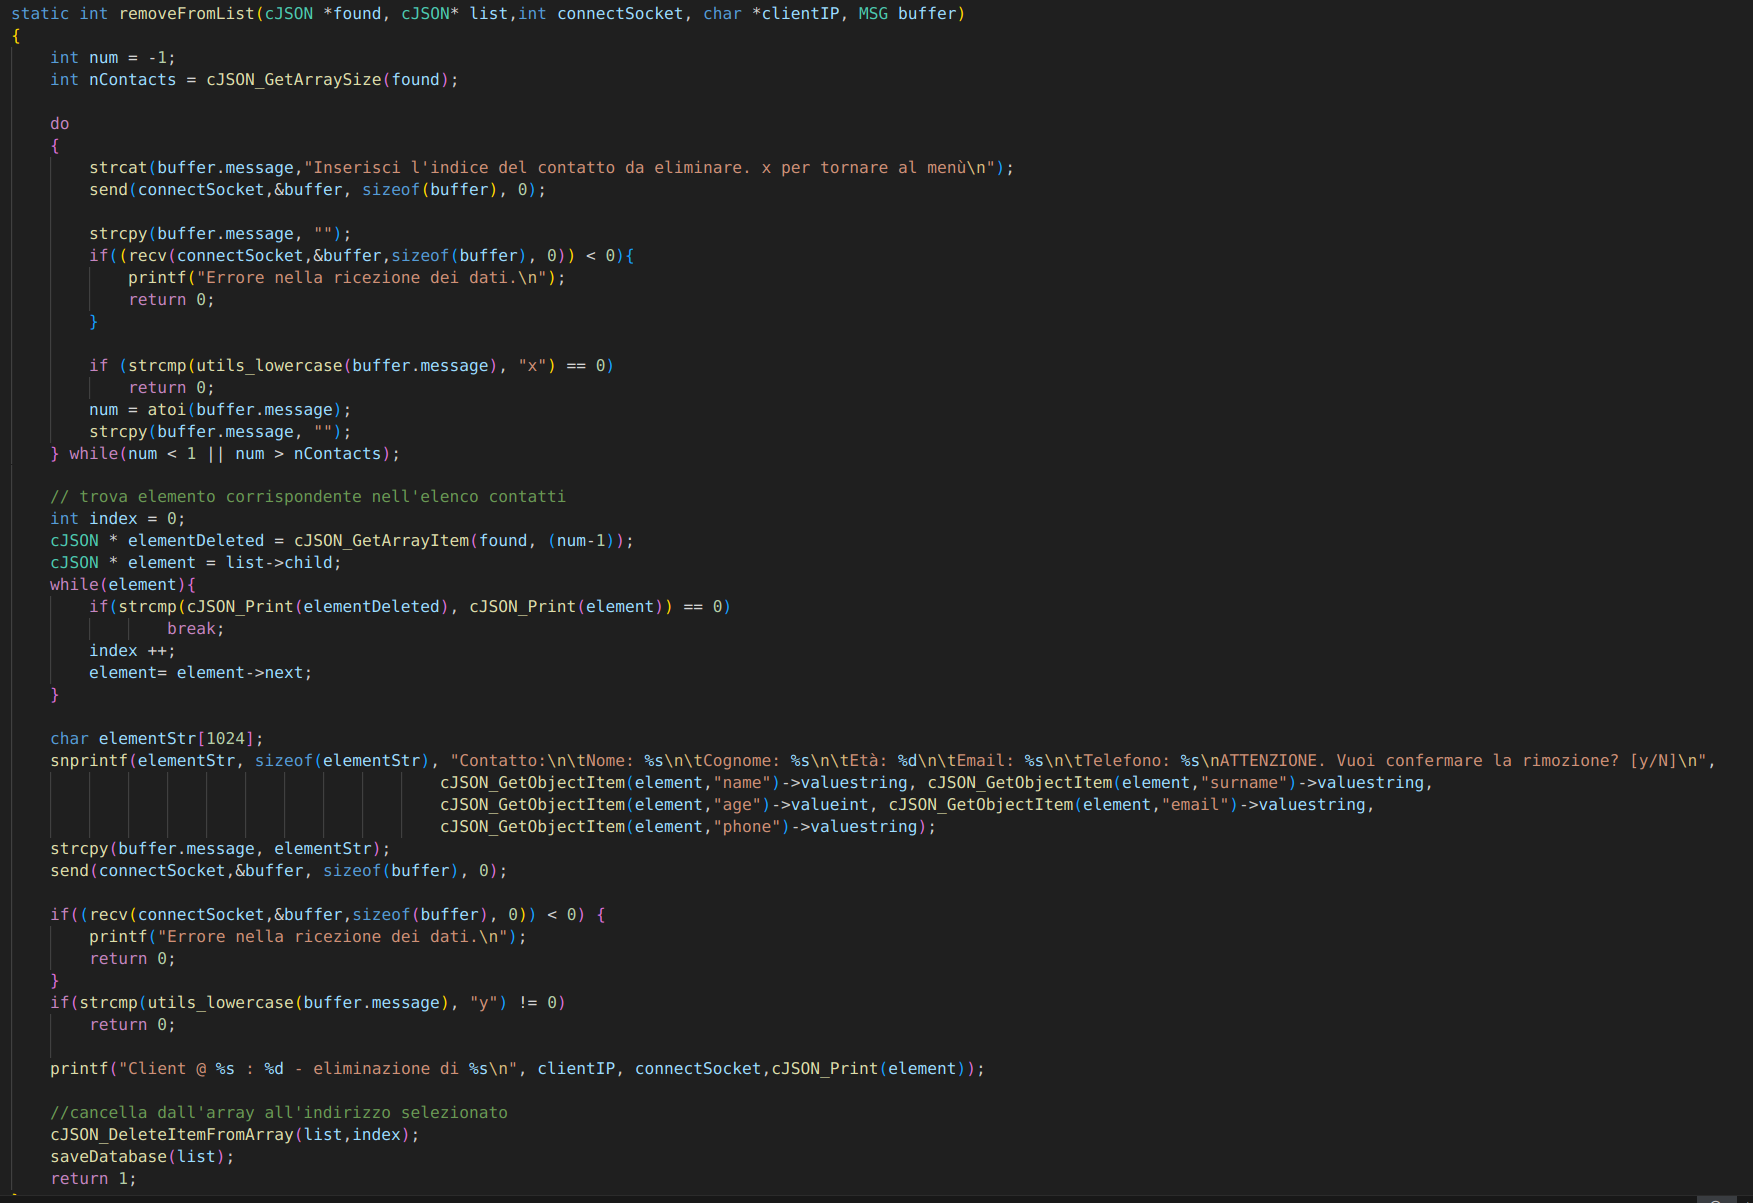 static int removeFromList(cJSON *found, cJSON* list,int connectSocket, char *clientIP, MSG buffer)
{
    int num = -1;
    int nContacts = cJSON_GetArraySize(found);

    do
    {
        strcat(buffer.message,"Inserisci l'indice del contatto da eliminare. x per tornare al menù\n");
        send(connectSocket,&buffer, sizeof(buffer), 0);

        strcpy(buffer.message, "");
        if((recv(connectSocket,&buffer,sizeof(buffer), 0)) < 0){
            printf("Errore nella ricezione dei dati.\n");
            return 0;
        }

        if (strcmp(utils_lowercase(buffer.message), "x") == 0)
            return 0;
        num = atoi(buffer.message);
        strcpy(buffer.message, "");
    } while(num < 1 || num > nContacts);

    // trova elemento corrispondente nell'elenco contatti
    int index = 0;
    cJSON * elementDeleted = cJSON_GetArrayItem(found, (num-1));
    cJSON * element = list->child;
    while(element){
        if(strcmp(cJSON_Print(elementDeleted), cJSON_Print(element)) == 0)
                break;
        index ++;
        element= element->next;
    }

    char elementStr[1024];
    snprintf(elementStr, sizeof(elementStr), "Contatto:\n\tNome: %s\n\tCognome: %s\n\tEtà: %d\n\tEmail: %s\n\tTelefono: %s\nATTENZIONE. Vuoi confermare la rimozione? [y/N]\n",
                                            cJSON_GetObjectItem(element,"name")->valuestring, cJSON_GetObjectItem(element,"surname")->valuestring,
                                            cJSON_GetObjectItem(element,"age")->valueint, cJSON_GetObjectItem(element,"email")->valuestring,
                                            cJSON_GetObjectItem(element,"phone")->valuestring);
    strcpy(buffer.message, elementStr);
    send(connectSocket,&buffer, sizeof(buffer), 0);

    if((recv(connectSocket,&buffer,sizeof(buffer), 0)) < 0) {
        printf("Errore nella ricezione dei dati.\n");
        return 0;
    }
    if(strcmp(utils_lowercase(buffer.message), "y") != 0)
        return 0;

    printf("Client @ %s : %d - eliminazione di %s\n", clientIP, connectSocket,cJSON_Print(element));

    //cancella dall'array all'indirizzo selezionato
    cJSON_DeleteItemFromArray(list,index);
    saveDatabase(list);
    return 1;